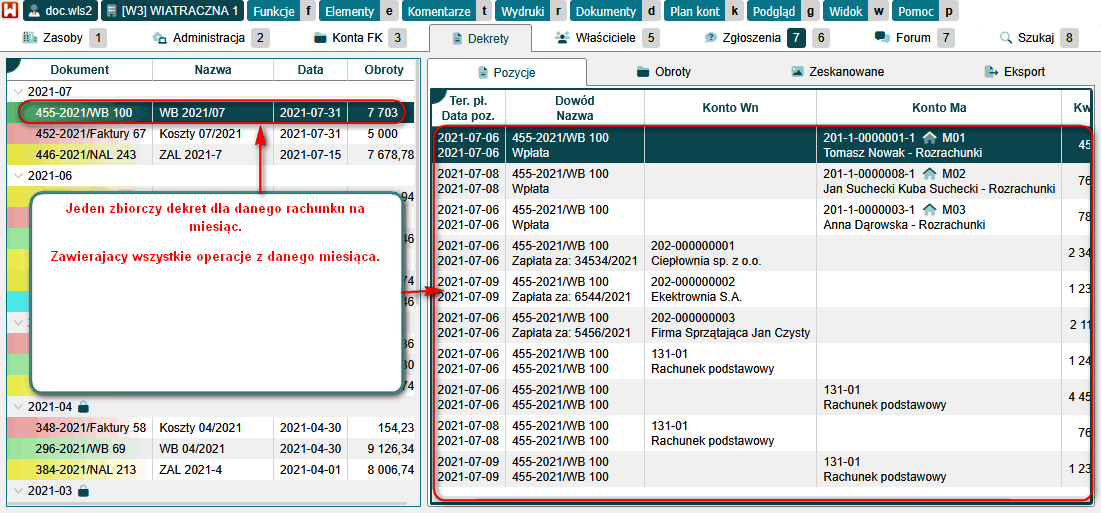 doc.wls2 [W3] WIATRACZNA 1 Funkcje f Elementy e Komentarze t Wydruki r Dokumenty d Plan kont k Podgląd g Widok w Pomoc p
Zasoby 1 Administracja 2 Konta FK 3 Dekrety Właściciele 5 Zgłoszenia 7 6 Forum 7 Szukaj 8
Dokument Nazwa Data Obroty
2021-07
455-2021/WB 100 WB 2021/07 2021-07-31 7 703
452-2021/Faktury 67 Koszty 07/2021 2021-07-31 5 000
446-2021/NAL 243 ZAL 2021-7 2021-07-15 7 678,78
2021-06
94
46
74
46
36
30
74
Jeden zbiorczy dekret dla danego rachunku na
miesiąc.
Zawierajacy wszystkie operacje z danego miesiąca.
2021-04
348-2021/Faktury 58 Koszty 04/2021 2021-04-30 154,23
296-2021/WB 69 WB 04/2021 2021-04-30 9 126,34
384-2021/NAL 213 ZAL 2021-4 2021-04-01 8 006,74
2021-03
Pozycje Obroty Zeskanowane Eksport
Ter. pł. Dowód Konto Wn Konto Ma Kw
Data poz. Nazwa
2021-07-06 455-2021/WB 100 201-1-0000001-1 M01 45
2021-07-06 Wpłata Tomasz Nowak - Rozrachunki
2021-07-08 455-2021/WB 100 201-1-0000008-1 M02 76
2021-07-08 Wpłata Jan Suchecki Kuba Suchecki - Rozrachunki
2021-07-06 455-2021/WB 100 201-1-0000003-1 M03 78
2021-07-06 Wpłata Anna Dąrowska - Rozrachunki
2021-07-06 455-2021/WB 100 202-000000001 2 34
2021-07-06 Zapłata za: 34534/2021 Ciepłownia sp. z o.o.
2021-07-09 455-2021/WB 100 202-000000002 1 23
2021-07-09 Zapłata za: 6544/2021 Ekektrownia S.A.
2021-07-06 455-2021/WB 100 202-000000003 2 11
2021-07-06 Zapłata za: 5456/2021 Firma Sprzątająca Jan Czysty
2021-07-06 455-2021/WB 100 131-01 1 24
2021-07-06 455-2021/WB 100 Rachunek podstawowy
2021-07-06 455-2021/WB 100 131-01 4 45
2021-07-06 455-2021/WB 100 Rachunek podstawowy
2021-07-08 455-2021/WB 100 131-01 76
2021-07-08 455-2021/WB 100 Rachunek podstawowy
2021-07-09 455-2021/WB 100 131-01 1 23
2021-07-09 455-2021/WB 100 Rachunek podstawowy